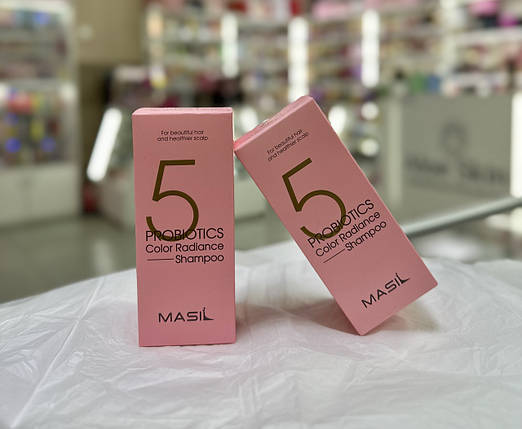 For beautiful hair
and healthier scalp
5
PROBIOTICS
Color Radiance
Shampoo
MASIL
For beautiful hair
and healthier scalp
5
PROBIOTICS
Color Radiance
Shampoo
MASIL